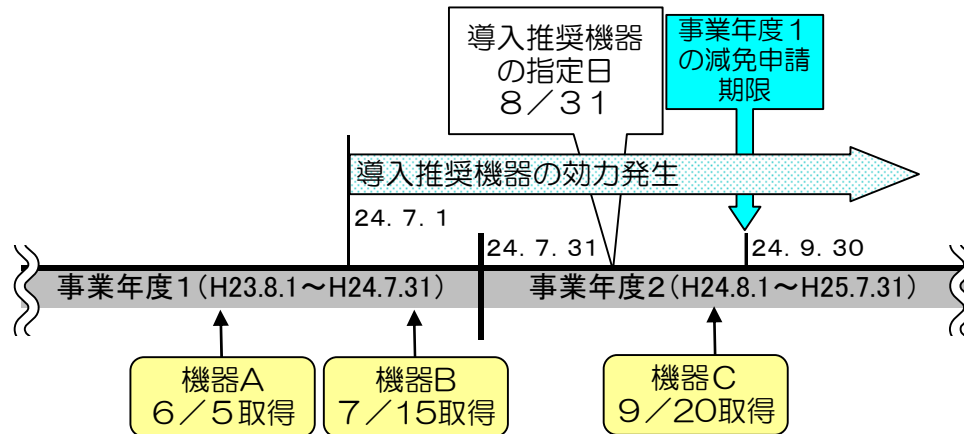 導入推奨機器
の指定日
８／３１
事業年度１
の減免申請
期限
導入推奨機器の効力発生
24. 7. 1
24. 7. 31
24. 9. 30
事業年度1（H23.8.1～H24.7.31）
事業年度2（H24.8.1～H25.7.31）
機器A
６／５取得
機器B
７／15取得
機器C
９／20取得